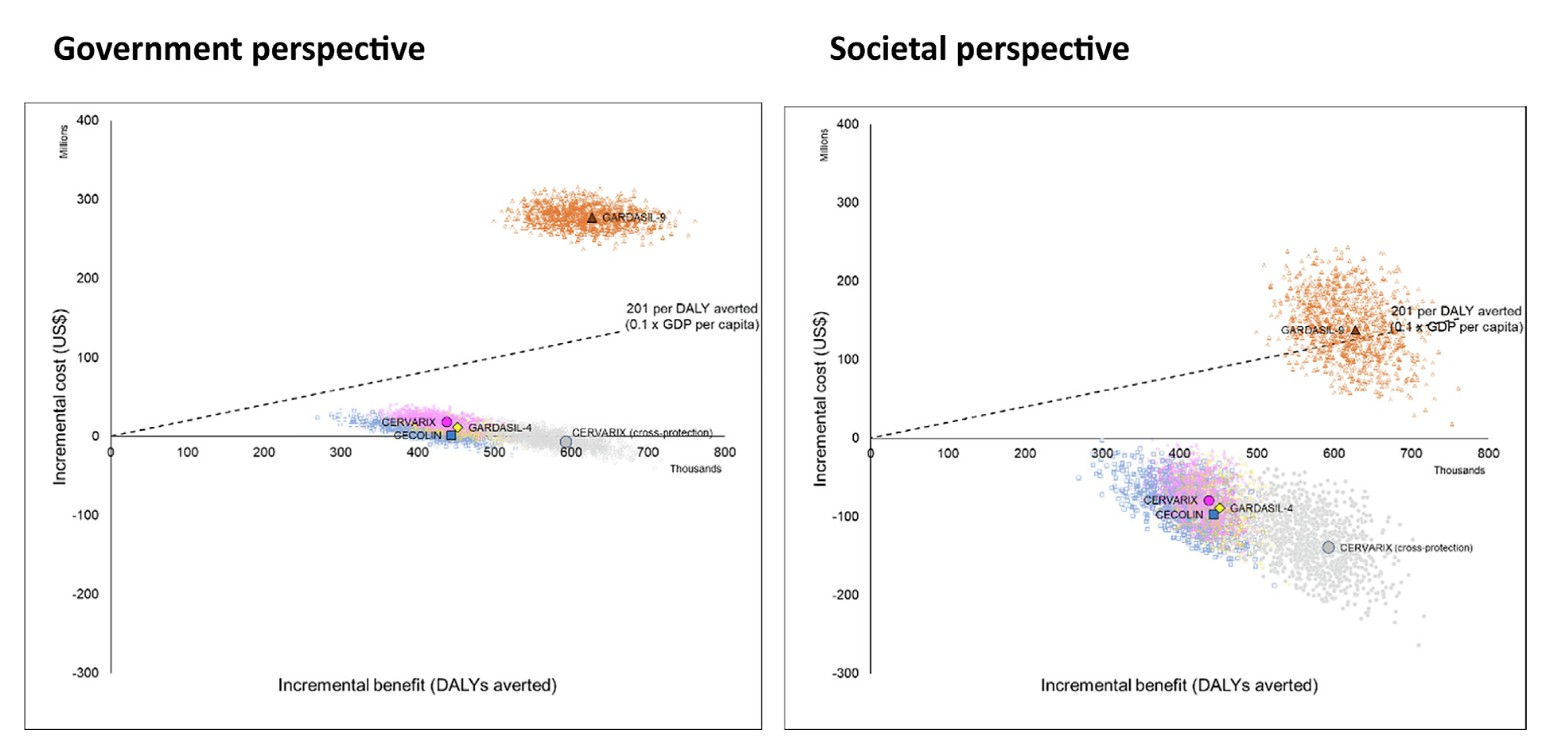 Government perspective
Societal perspective
400
Millions
300
GARDASIL-9
200
201 per DALY averted
(0.1 x GDP per capita)
Incremental cost (US$)
100
CERVARIX
GARDASIL-4
CECOLIN
CERVARIX (cross-protection)
0
0
100
200
300
400
500
600
700
800
Thousands
-100
-200
-300
Incremental benefit (DALYs averted)
400
Millions
300
200
201 per DALY averted
(0.1 x GDP per capita)
GARDASIL-9
Incremental cost (US$)
100
0
0
100
200
300
400
500
600
700
800
Thousands
CERVARIX
GARDASIL-4
CECOLIN
-100
CERVARIX (cross-protection)
-200
-300
Incremental benefit (DALYs averted)